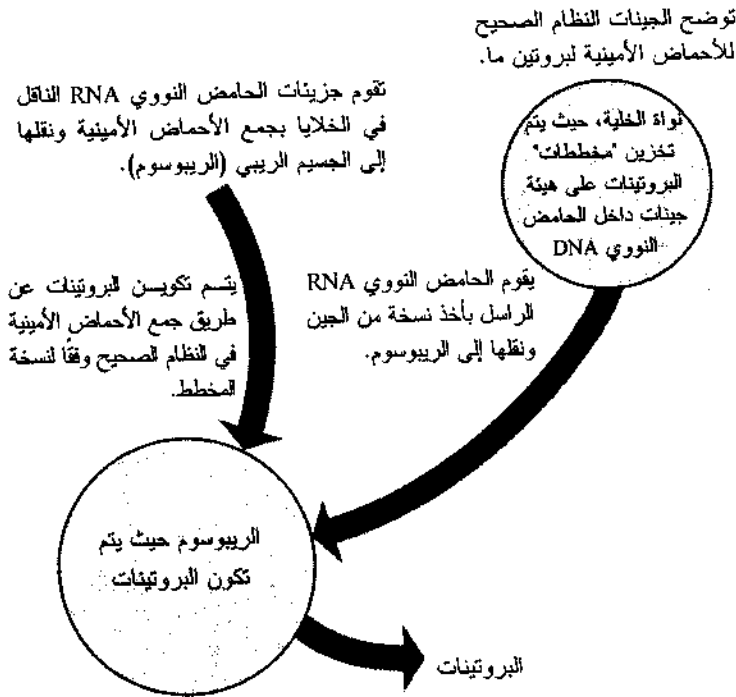 توضح الجينات النظام الصحيح
للأحماض الأمينية لبروتين ما.
نواة الخلية، حيث يتم
تخزين "مخططات"
البروتينات على هيئة
جينات داخل الحامض
النووي DNA
تقوم جزيئات الحامض النووي RNA الناقل
في الخلايا بجمع الأحماض الأمينية ونقلها
إلى الجسيم الريبي (الريبوسوم).
يقوم الحامض النووي RNA
الراسل بأخذ نسخة من الجين
ونقلها إلى الريبوسوم.
يتم تكويسن البروتينات عن
طريق جمع الأحماض الأمينية
في النظام الصحيح وفقًا لنسخة
المخطط.
الريبوسوم حيث يتم
تكون البروتينات
البروتينات